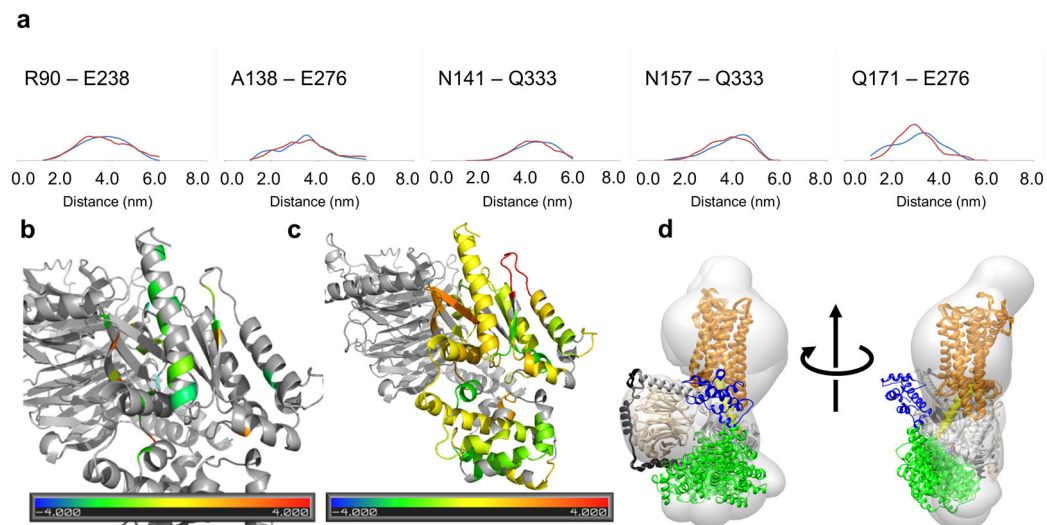 a
R90 – E238
A138 – E276
N141 – Q333
N157 – Q333
Q171 – E276
0.0 2.0 4.0 6.0 8.0
0.0 2.0 4.0 6.0 8.0
0.0 2.0 4.0 6.0 8.0
0.0 2.0 4.0 6.0 8.0
0.0 2.0 4.0 6.0 8.0
Distance (nm)
Distance (nm)
Distance (nm)
Distance (nm)
Distance (nm)
b
c
d
-4.000 4.000
-4.000 4.000